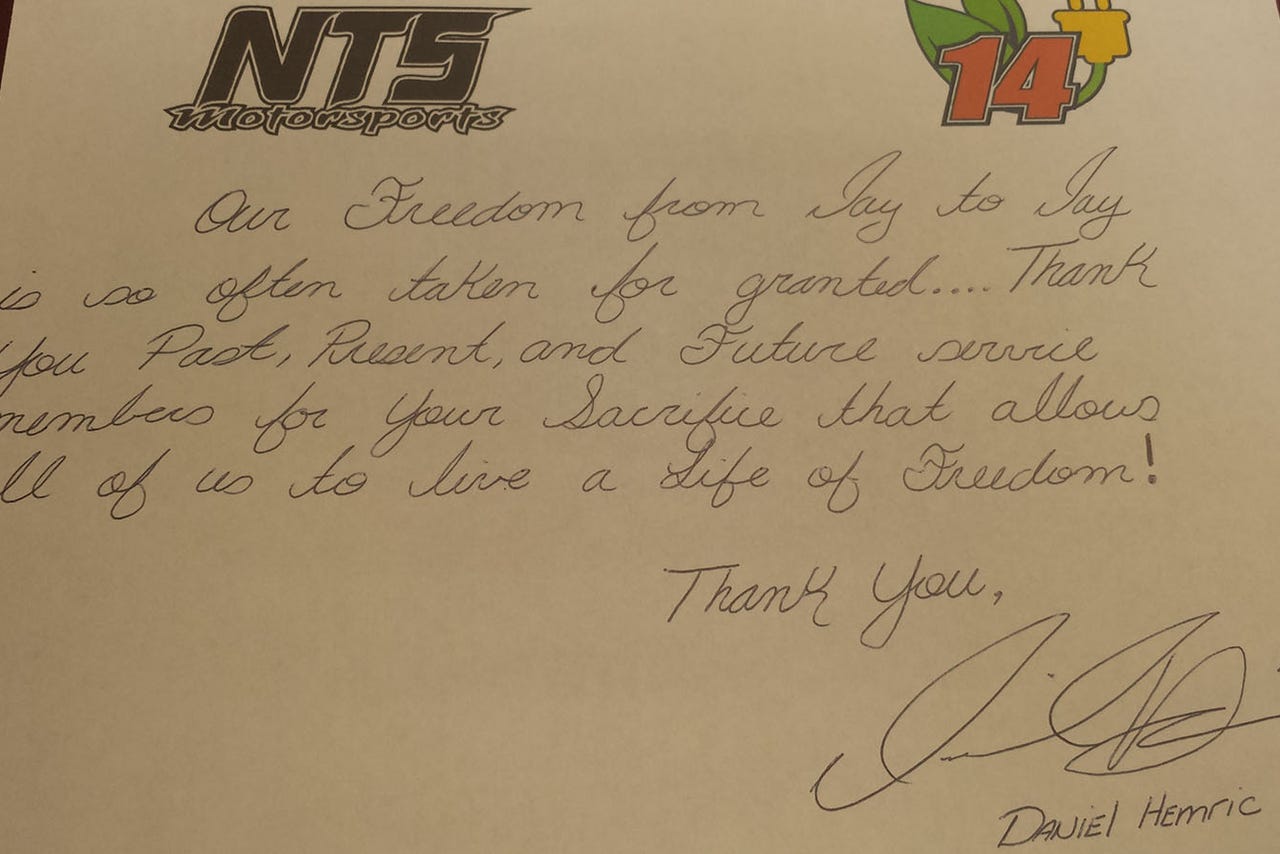 NTS
motorsports
14
Our Freedom from Day to Day
is so often taken for granted.... Thank
You Past, Present, and Future service
members for Your Sacrifice that allows
ll of us to live a Life of Freedom!
Thank You,
DANiEl HEMric